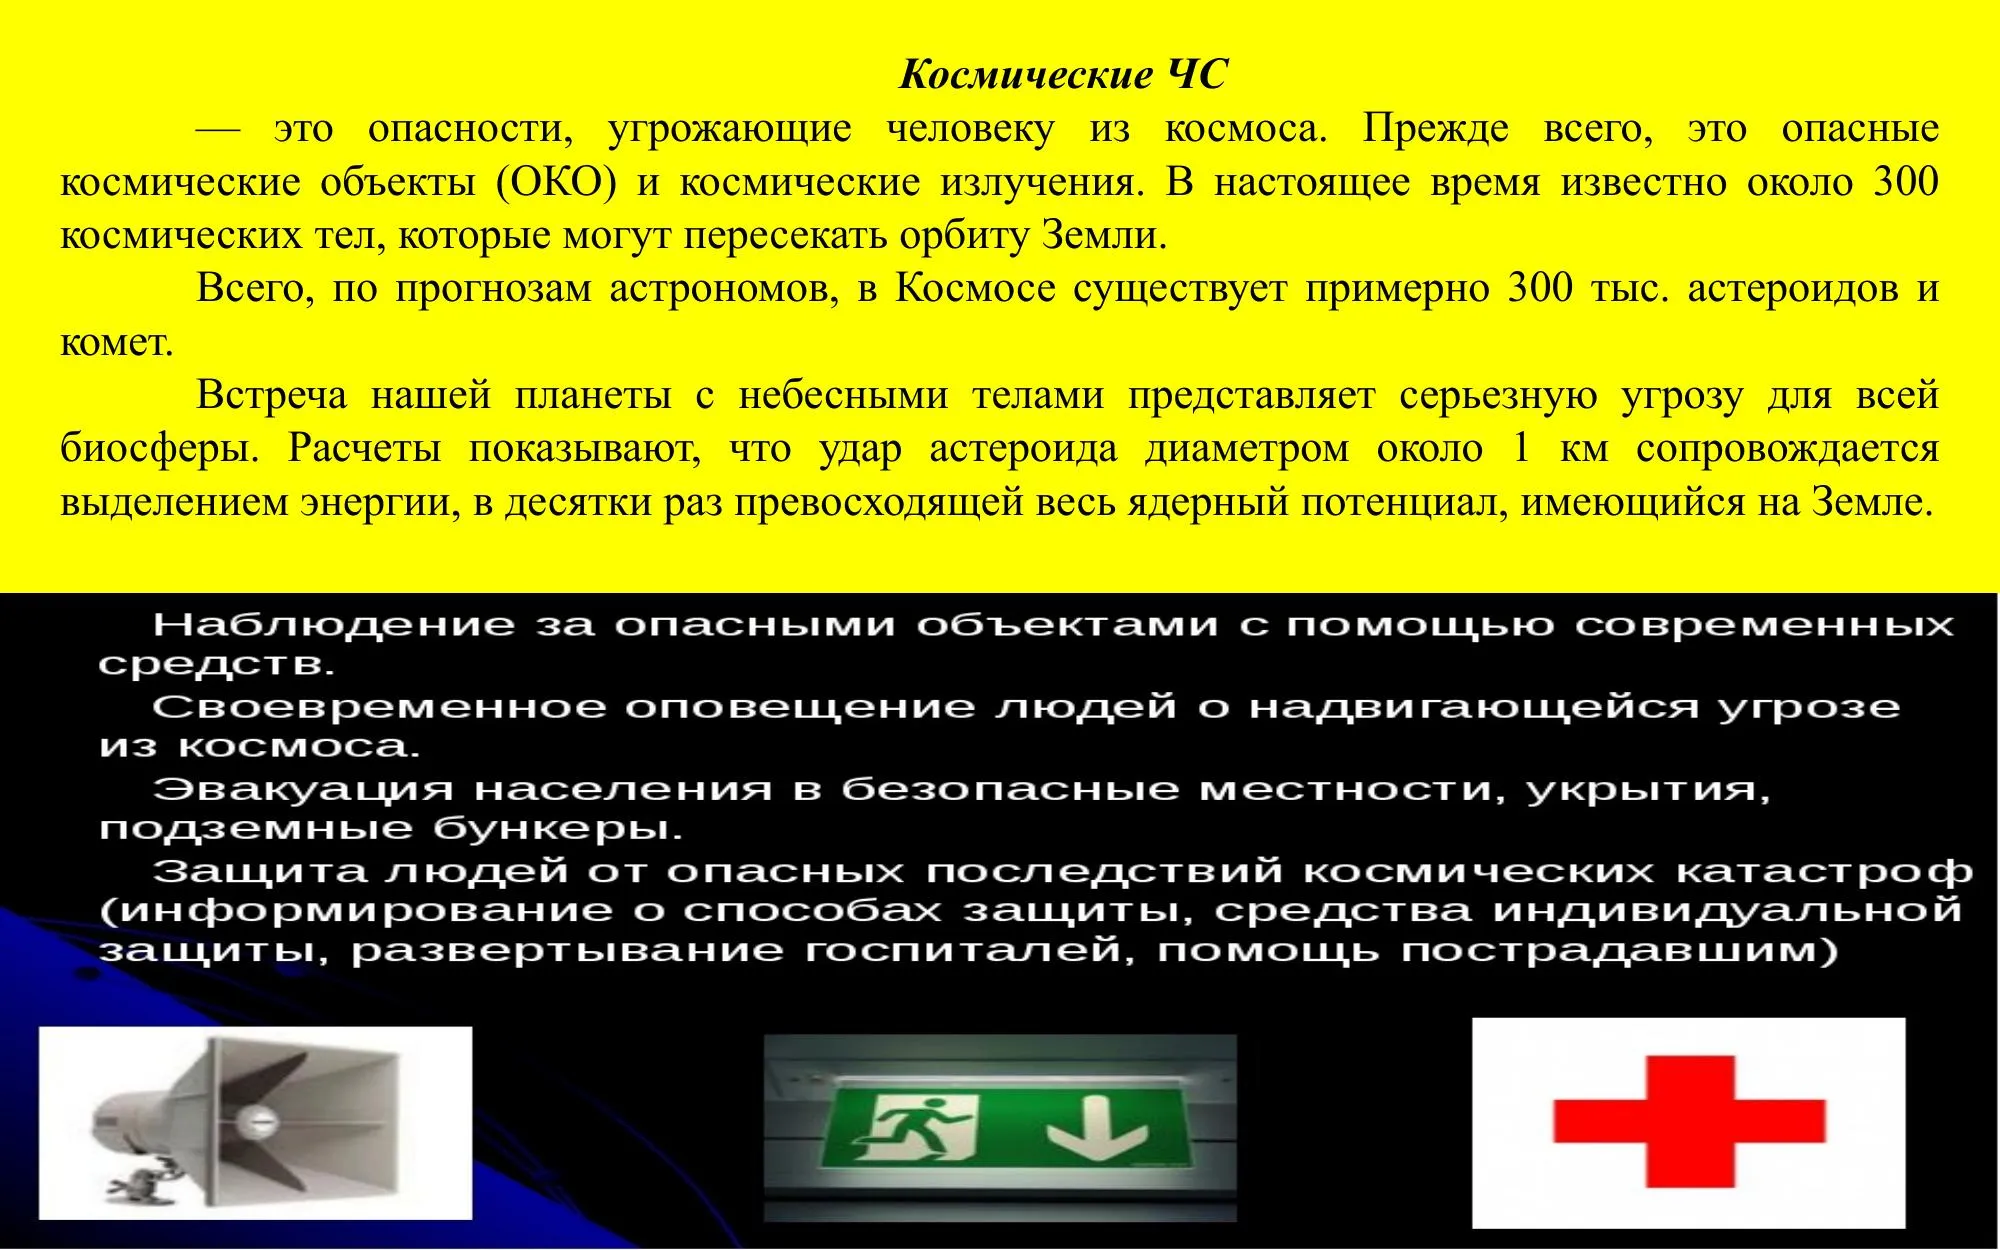 Космические ЧС
— это опасности, угрожающие человеку из космоса. Прежде всего, это опасные
космические объекты (ОКО) и космические излучения. В настоящее время известно около 300
космических тел, которые могут пересекать орбиту Земли.
Всего, по прогнозам астрономов, в Космосе существует примерно 300 тыс. астероидов и
комет.
Встреча нашей планеты с небесными телами представляет серьезную угрозу для всей
биосферы. Расчеты показывают, что удар астероида диаметром около 1 км сопровождается
выделением энергии, в десятки раз превосходящей весь ядерный потенциал, имеющийся на Земле.
Наблюдение за опасными объектами с помощью современных
средств.
Своевременное оповещение людей о надвигающейся угрозе
из космоса.
Эвакуация населения в безопасные местности, укрытия,
подземные бункеры.
Защита людей от опасных последствий космических катастроф
(информирование о способах защиты, средства индивидуальной
защиты, развертывание госпиталей, помощь пострадавшим)